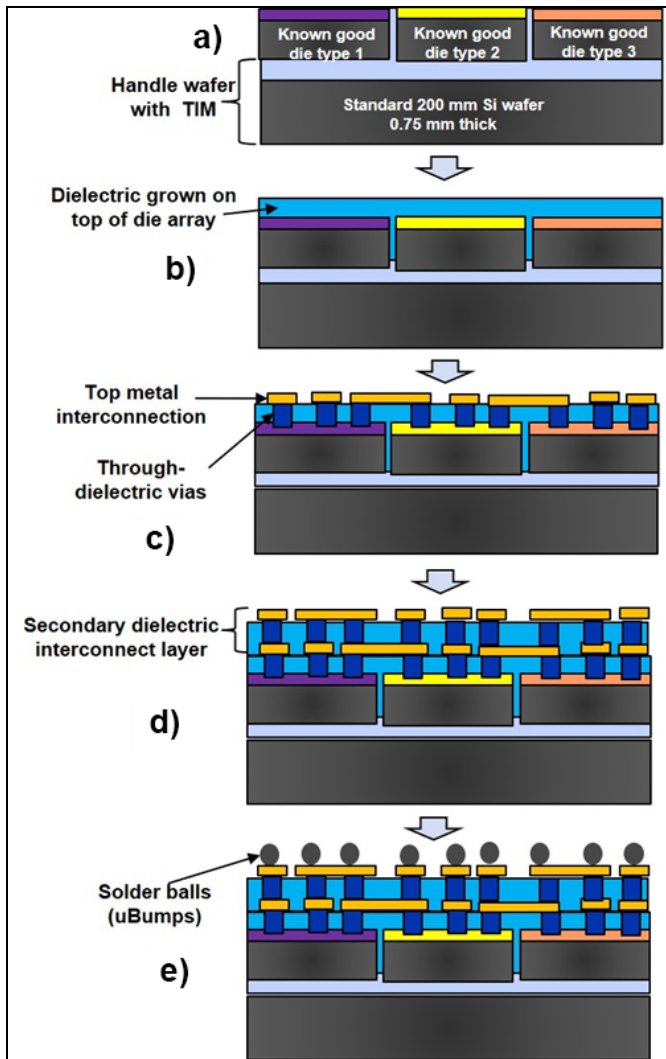 a)
Known good
die type 1
Known good
die type 2
Known good
die type 3
Handle wafer
with TIM
Standard 200 mm Si wafer
0.75 mm thick
Dielectric grown on
top of die array
b)
Top metal
interconnection
Through-
dielectric vias
c)
Secondary dielectric
interconnect layer
d)
Solder balls
(uBumps)
e)